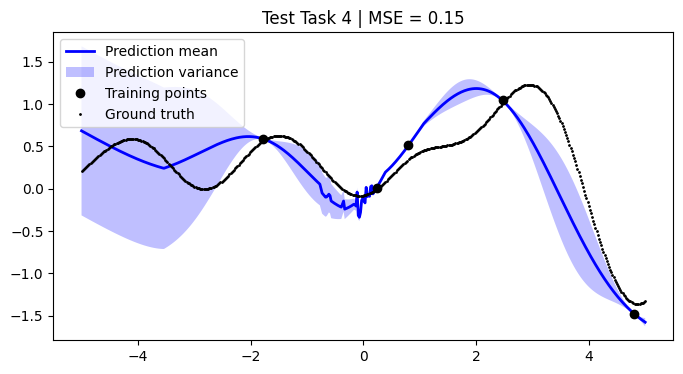 Test Task 4 | MSE = 0.15
Prediction mean
Prediction variance
Training points
Ground truth
1.5
1.0
0.5
0.0
−0.5
−1.0
−1.5
−4
−2
0
2
4